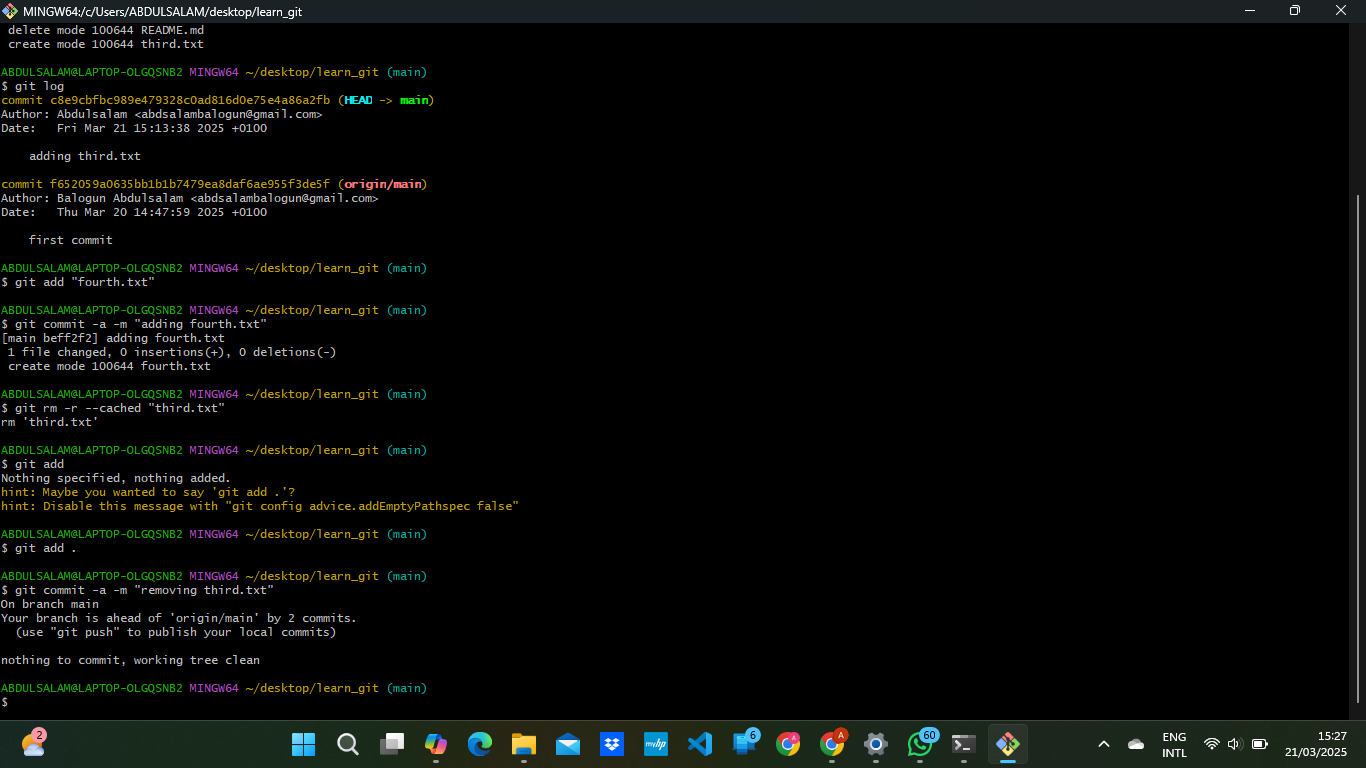 MINGW64:/c/Users/ABDULSALAM/desktop/learn_git
 delete mode 100644 README.md
 create mode 100644 third.txt
ABDULSALAM@LAPTOP-OLGQSNB2 MINGW64 ~/desktop/learn_git (main)
$ git log
commit c8e9cbfbc989e479328c0ad816d0e75e4a86a2fb (HEAD -> main)
Author: Abdulsalam <abdsalambalogun@gmail.com>
Date:   Fri Mar 21 15:13:38 2025 +0100
    adding third.txt
commit f652059a0635bb1b1b7479ea8daf6ae955f3de5f (origin/main)
Author: Balogun Abdulsalam <abdsalambalogun@gmail.com>
Date:   Thu Mar 20 14:47:59 2025 +0100
    first commit
ABDULSALAM@LAPTOP-OLGQSNB2 MINGW64 ~/desktop/learn_git (main)
$ git add "fourth.txt"
ABDULSALAM@LAPTOP-OLGQSNB2 MINGW64 ~/desktop/learn_git (main)
$ git commit -a -m "adding fourth.txt"
[main beff2f2] adding fourth.txt
 1 file changed, 0 insertions(+), 0 deletions(-)
 create mode 100644 fourth.txt
ABDULSALAM@LAPTOP-OLGQSNB2 MINGW64 ~/desktop/learn_git (main)
$ git rm -r --cached "third.txt"
rm 'third.txt'
ABDULSALAM@LAPTOP-OLGQSNB2 MINGW64 ~/desktop/learn_git (main)
$ git add
Nothing specified, nothing added.
hint: Maybe you wanted to say 'git add .'?
hint: Disable this message with "git config advice.addEmptyPathspec false"
ABDULSALAM@LAPTOP-OLGQSNB2 MINGW64 ~/desktop/learn_git (main)
$ git add .
ABDULSALAM@LAPTOP-OLGQSNB2 MINGW64 ~/desktop/learn_git (main)
$ git commit -a -m "removing third.txt"
On branch main
Your branch is ahead of 'origin/main' by 2 commits.
  (use "git push" to publish your local commits)
nothing to commit, working tree clean
ABDULSALAM@LAPTOP-OLGQSNB2 MINGW64 ~/desktop/learn_git (main)
$
2
myhp
6
A
A
60
ENG
INTL
15:27
21/03/2025